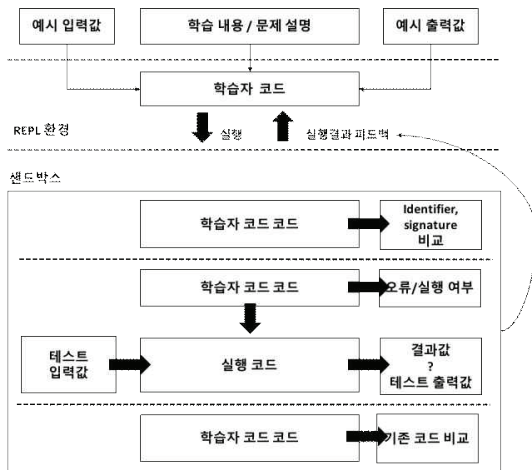 예시 입력값
학습 내용 / 문제 설명
예시 출력값
학습자 코드
REPL 환경
실행
실행결과 피드백
샌드박스
학습자 코드 코드
Identifier,
signature
비교
학습자 코드 코드
오류/실행 여부
테스트
입력값
실행 코드
결과값
?
테스트 출력값
학습자 코드 코드
기존 코드 비교